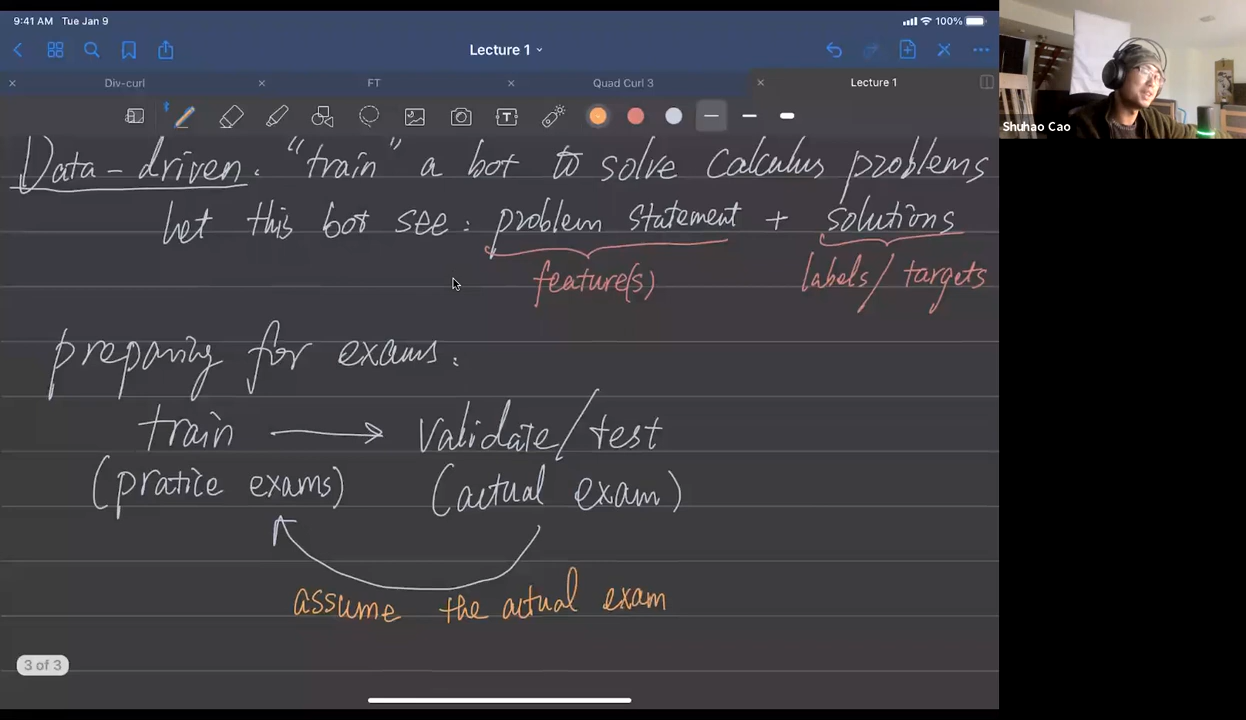 9:41 AM Tue Jan 9
100%
Lecture 1
Div-curl
FT
Quad Curl 3
Lecture 1
Shuhao Cao
Data-driven: "train" a bot to solve Calculus problems
Let this bot see: problem statement + solutions
feature(s)
labels/targets
preparing for exams:
train → validate/test
(pratice exams) (actual exam)
assume the actual exam
3 of 3